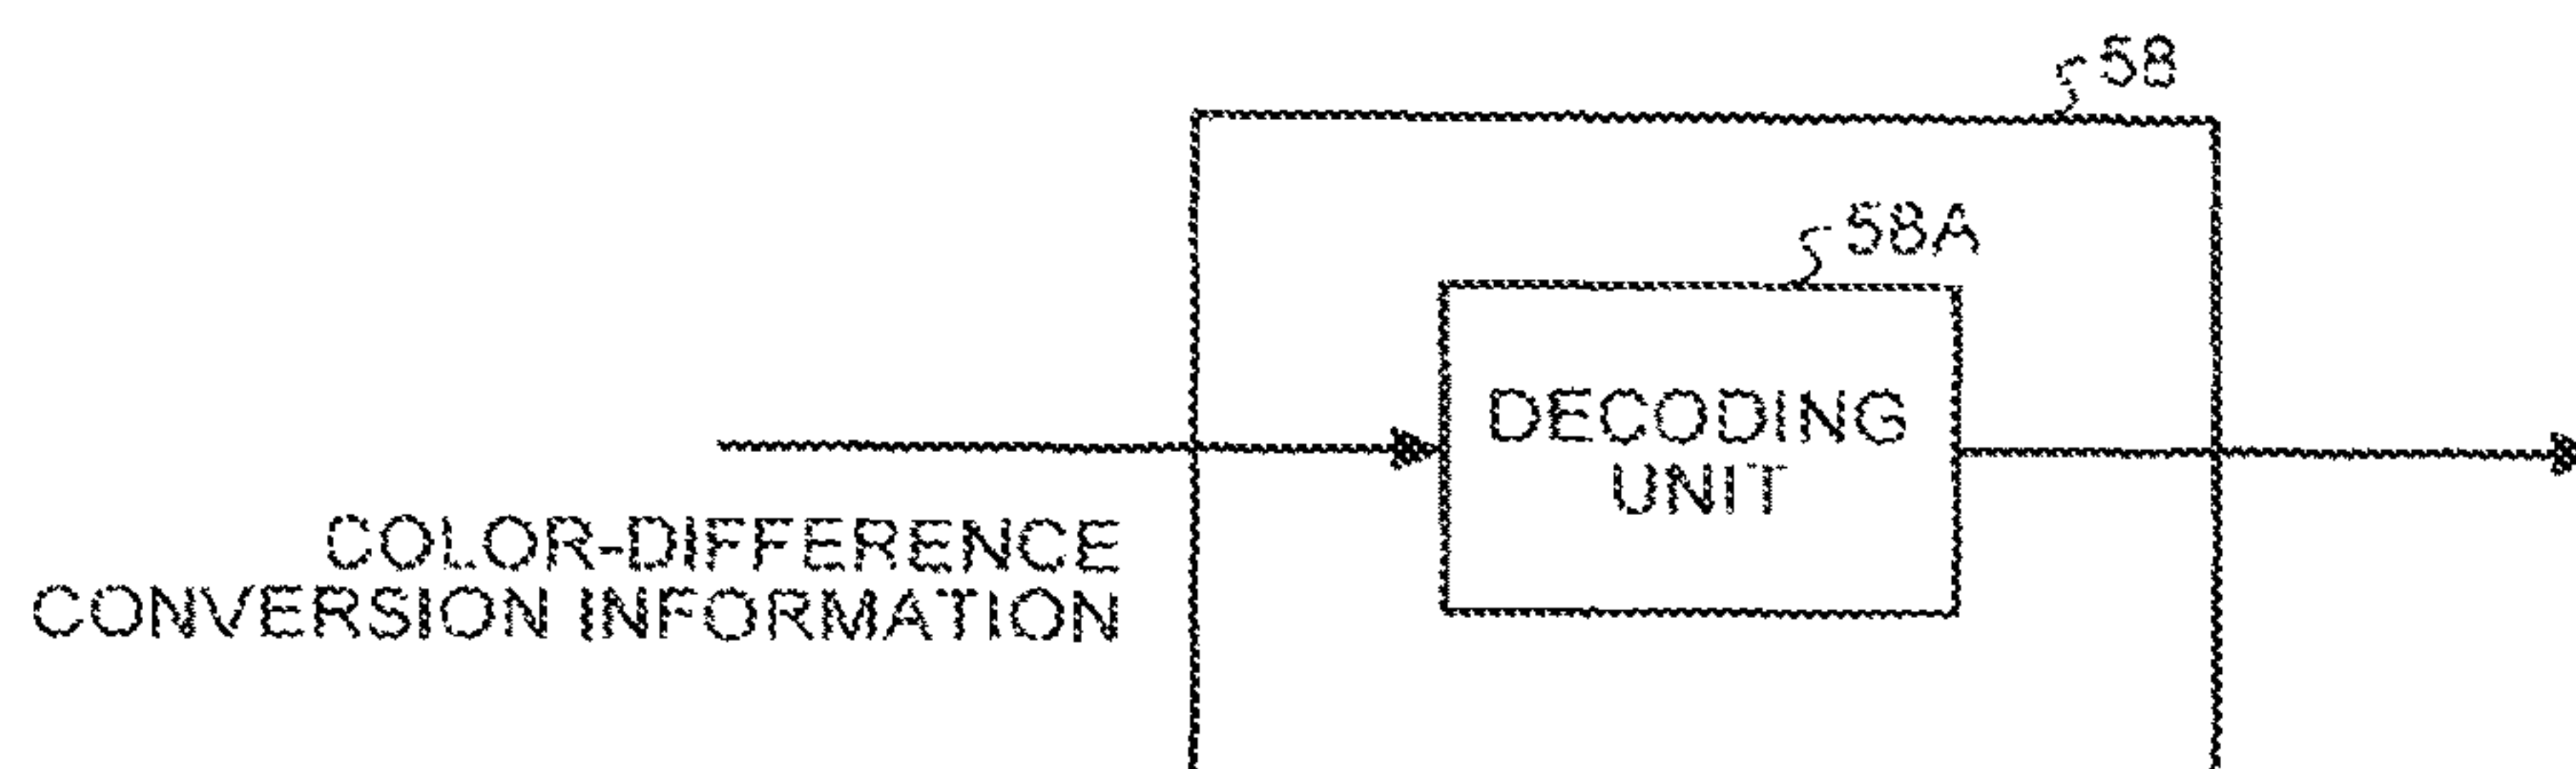 58
58A
DECODING
UNIT
COLOR-DIFFERENCE
CONVERSION INFORMATION